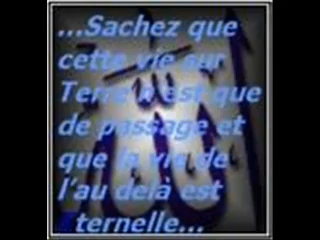 ...Sachez que
cette vie sur
Terre n'est que
de passage et
que la vie de
l'au delà est
ternelle...
الله